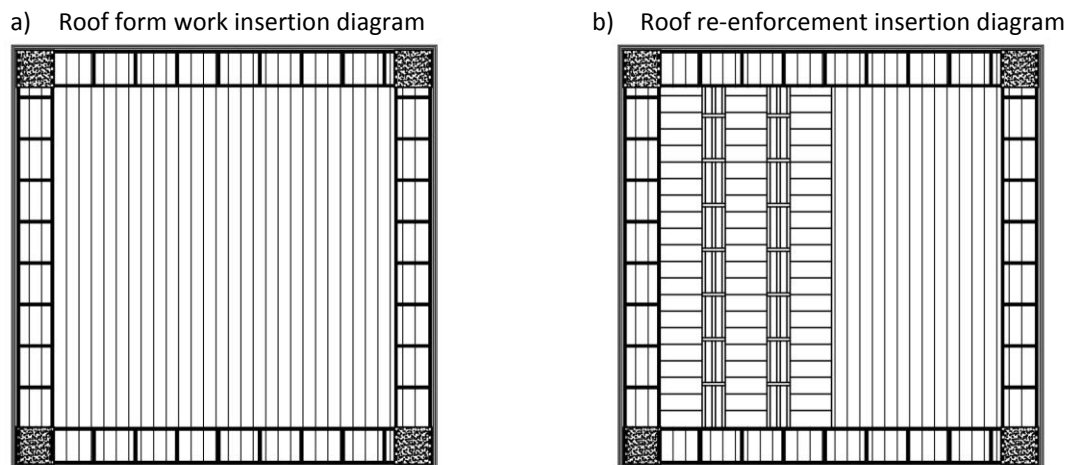 a) Roof form work insertion diagram
b) Roof re-enforcement insertion diagram